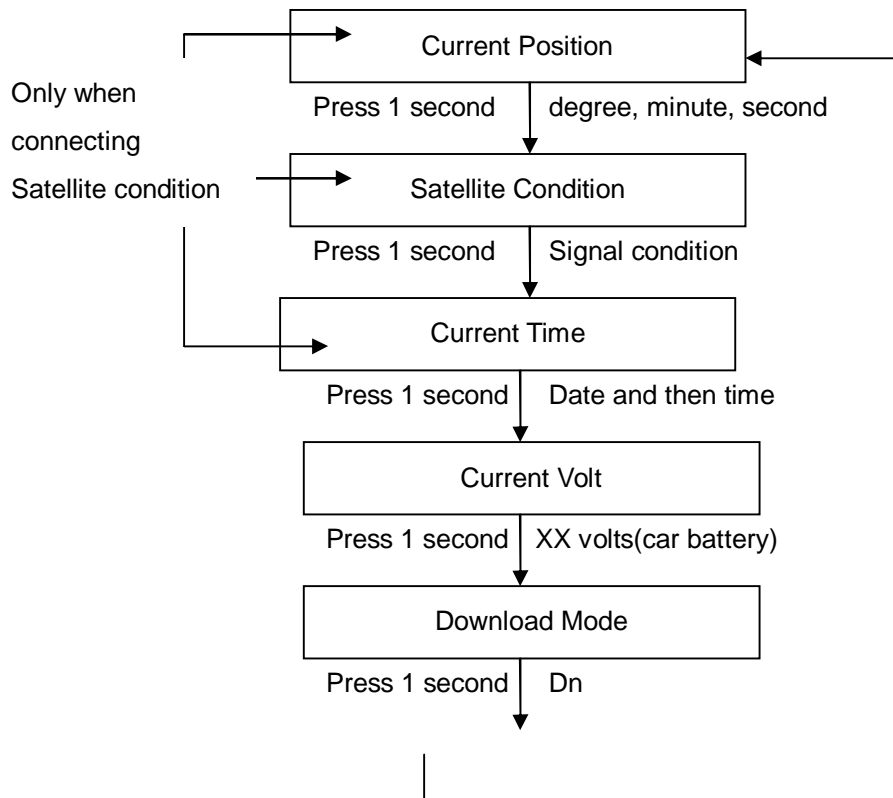 Current Position
Only when
connecting
Satellite condition
Press 1 second degree, minute, second
Satellite Condition
Press 1 second Signal condition
Current Time
Press 1 second Date and then time
Current Volt
Press 1 second XX volts(car battery)
Download Mode
Press 1 second Dn